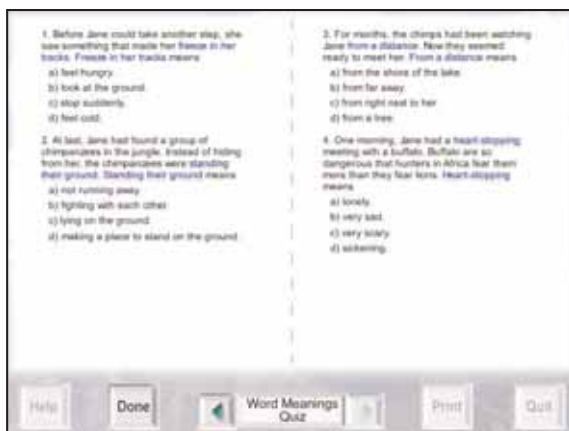 1. Before Jane could take another step, she
saw something that made her freeze in her
tracks. Freeze in her tracks means
a) feel hungry.
b) look at the ground.
c) stop suddenly.
d) feel cold.
2. At last, Jane had found a group of
chimpanzees in the jungle. Instead of hiding
from her, the chimpanzees were standing
their ground. Standing their ground means
a) not running away.
b) fighting with each other.
c) lying on the ground.
d) making a place to stand on the ground.
3. For months, the chimps had been watching
Jane from a distance. Now they seemed
ready to meet her. From a distance means
a) from the shore of the lake.
b) from far away.
c) from right next to her.
d) from a tree.
4. One morning, Jane had a heart-stopping
meeting with a buffalo. Buffalo are so
dangerous that hunters in Africa fear them
more than they fear lions. Heart-stopping
means
a) lonely.
b) very sad.
c) very scary.
d) sickening.
Help
Done
Word Meanings
Quiz
Print
Quit